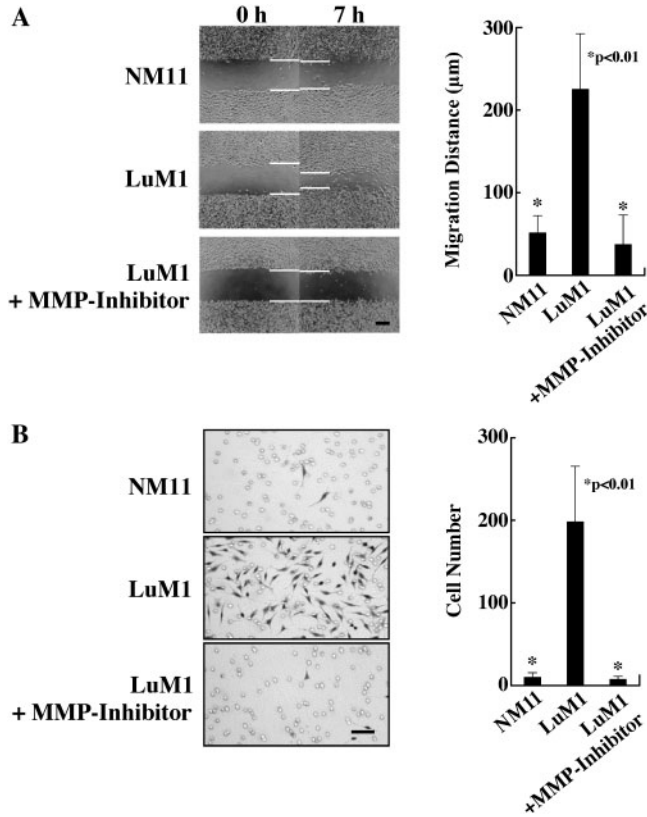 A
0 h 7 h
NM11
LuM1
LuM1
+ MMP-Inhibitor
300
200
100
0
Migration Distance (µm)
*p<0.01
*
*
NM11
LuM1
LuM1
+MMP-Inhibitor
B
NM11
LuM1
LuM1
+ MMP-Inhibitor
300
200
100
0
Cell Number
*p<0.01
*
*
NM11
LuM1
LuM1
+MMP-Inhibitor